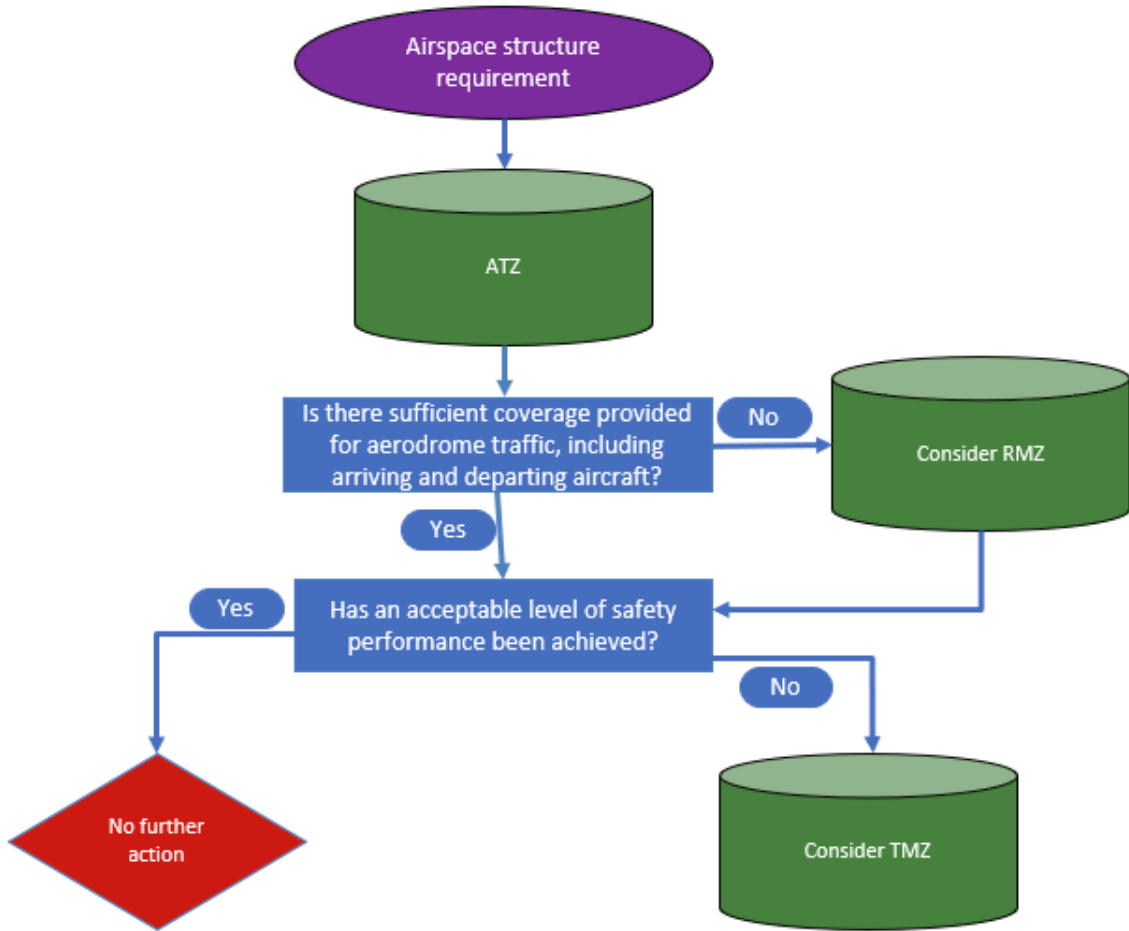 Airspace structure
requirement
ATZ
Is there sufficient coverage provided
for aerodrome traffic, including
arriving and departing aircraft?
No
Consider RMZ
Yes
Has an acceptable level of safety
performance been achieved?
Yes
No
No further
action
Consider TMZ